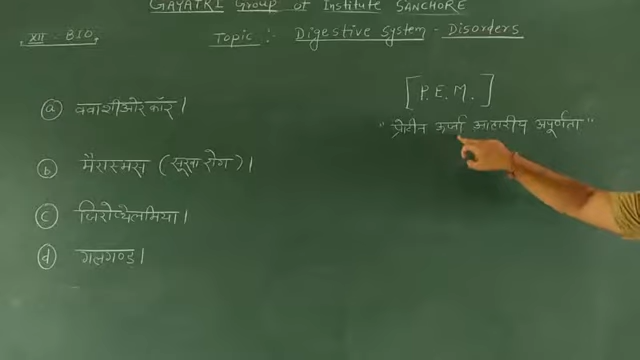 GAYATRI Group of Institute SANCHORE
XII - BIO
Topic :- Digestive system - Disorders
[P.E.M.]
"प्रोटीन ऊर्जा आहारीय अपूर्णता"
(a) क्वाशीओरकॉर।
(b) मैरास्मस (सूखा रोग)।
(c) जिरोप्थैलमिया।
(d) गलगण्ड।